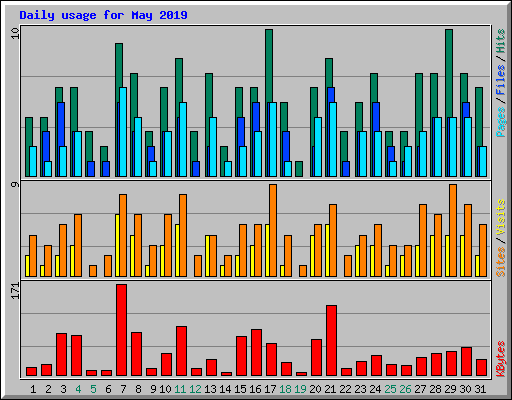 Daily usage for May 2019
10
Pages / Files / Hits
9
Sites / Visits
171
KBytes
1 2 3 4 5 6 7 8 9 10 11 12 13 14 15 16 17 18 19 20 21 22 23 24 25 26 27 28 29 30 31